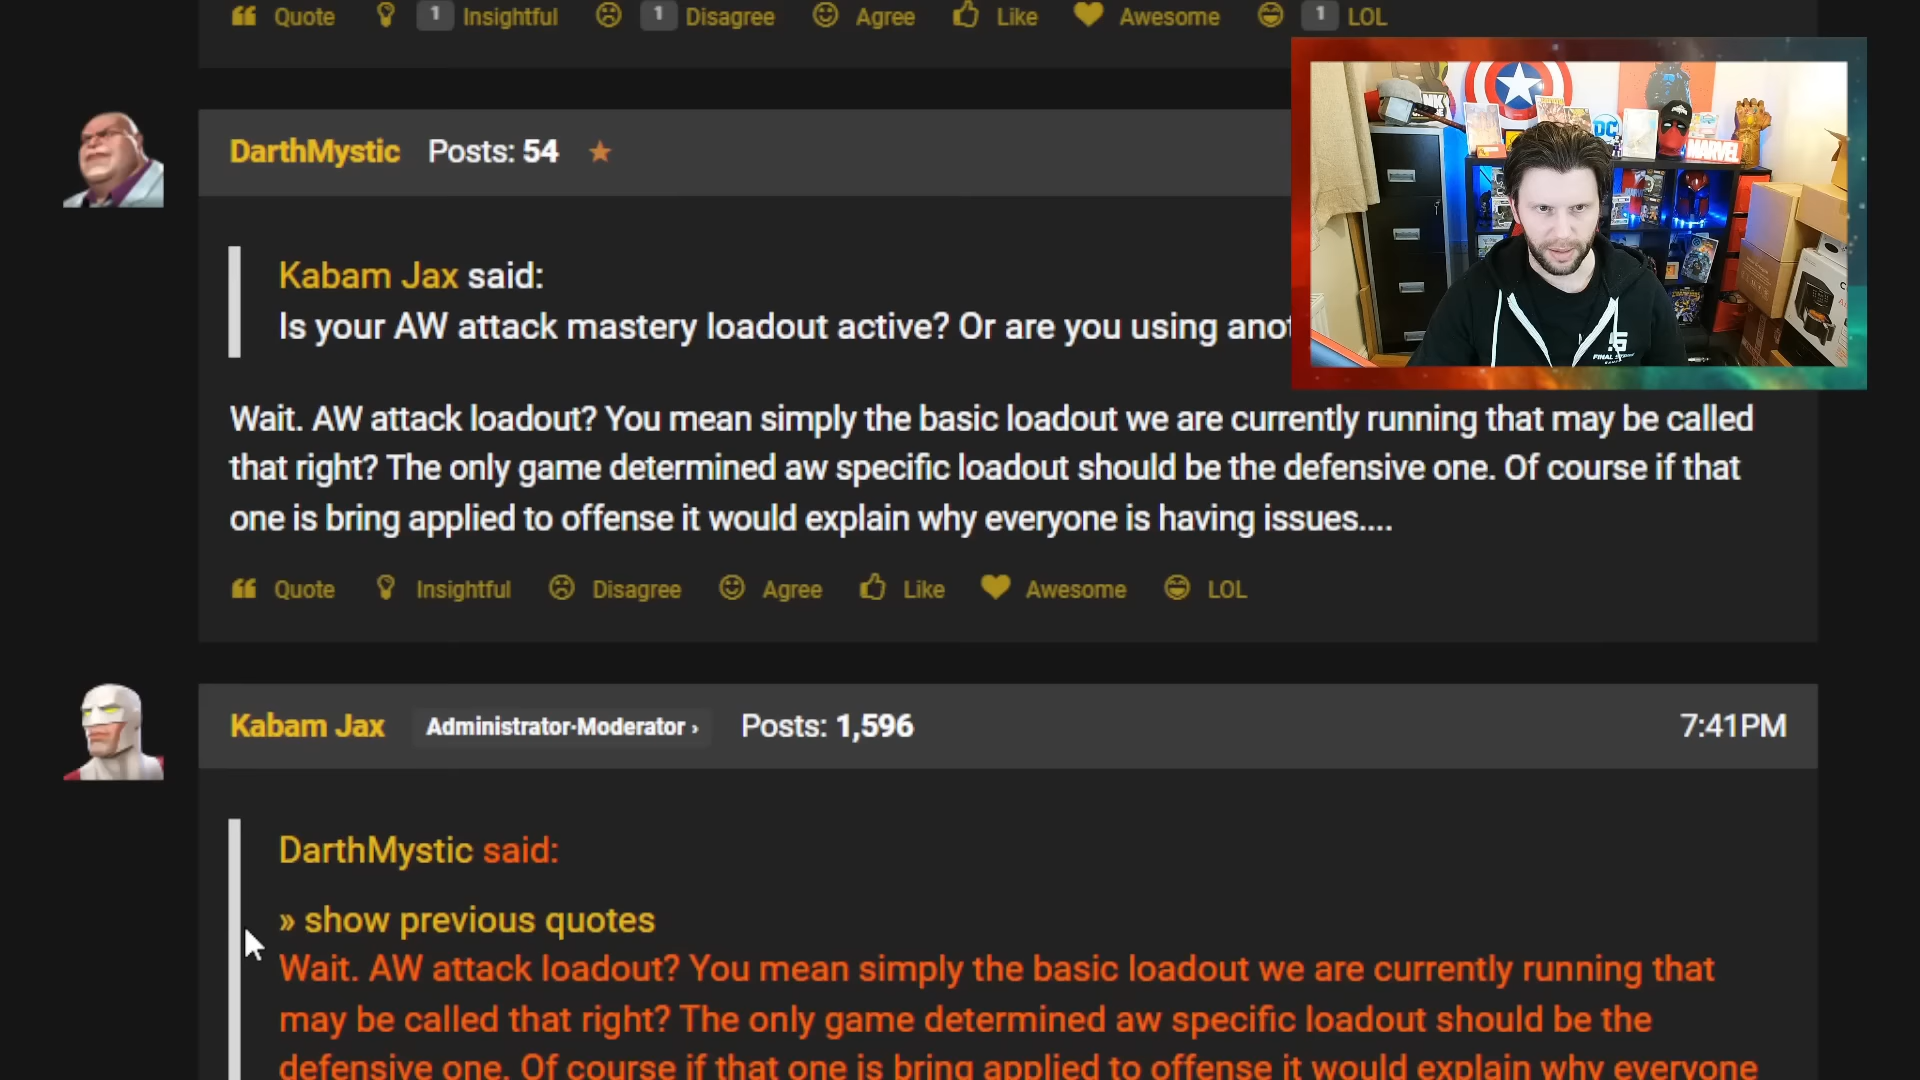 Quote 1 Insightful 1 Disagree Agree Like Awesome 1 LOL
DarthMystic Posts: 54
DC
MARVEL
Kabam Jax said:
Is your AW attack mastery loadout active? Or are you using
Wait. AW attack loadout? You mean simply the basic loadout we are currently running that may be called
that right? The only game determined aw specific loadout should be the defensive one. Of course if that
one is bring applied to offense it would explain why everyone is having issues....
Quote Insightful Disagree Agree Like Awesome LOL
Kabam Jax Administrator-Moderator › Posts: 1,596 7:41PM
DarthMystic said:
» show previous quotes
Wait. AW attack loadout? You mean simply the basic loadout we are currently running that
may be called that right? The only game determined aw specific loadout should be the
defensive one. Of course if that one is bring applied to offense it would explain why everyone